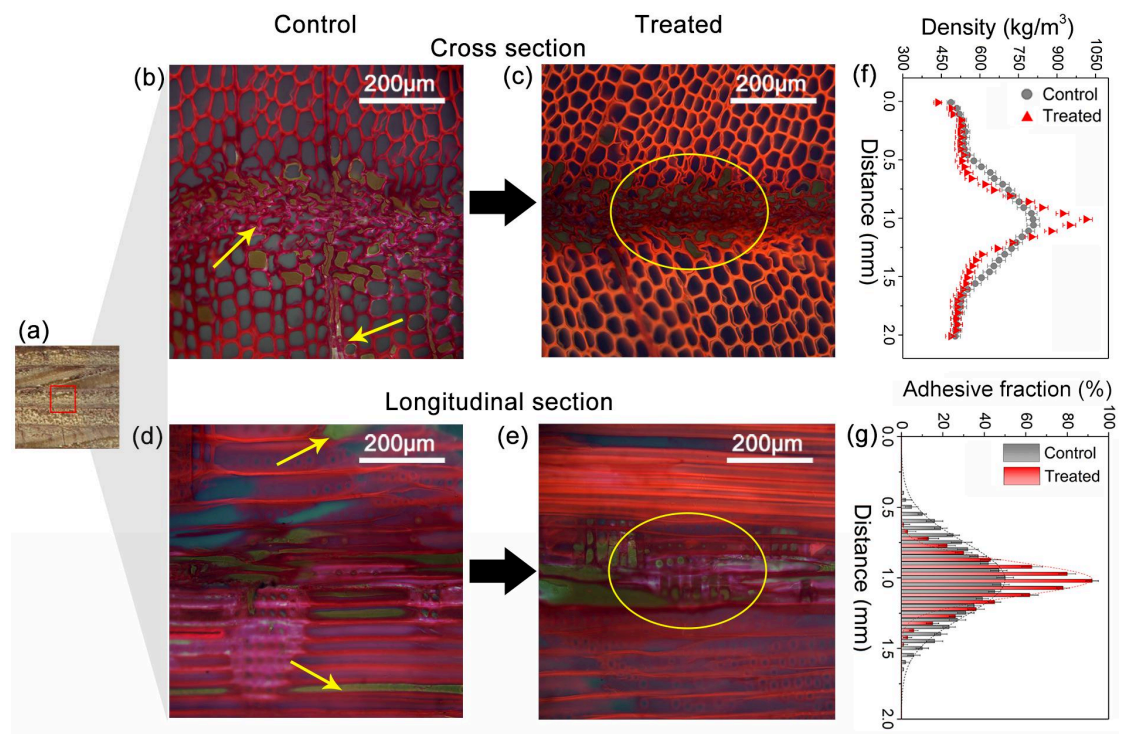 Control
Treated
Cross section
(a)
(b)
200μm
(c)
200μm
Longitudinal section
(d)
200μm
(e)
200μm
(f)
Density (kg/m³)
300
450
600
750
900
1050
Control
Treated
Distance (mm)
0.0
0.5
1.0
1.5
2.0
(g)
Adhesive fraction (%)
0
20
40
60
80
100
Control
Treated
Distance (mm)
0.0
0.5
1.0
1.5
2.0